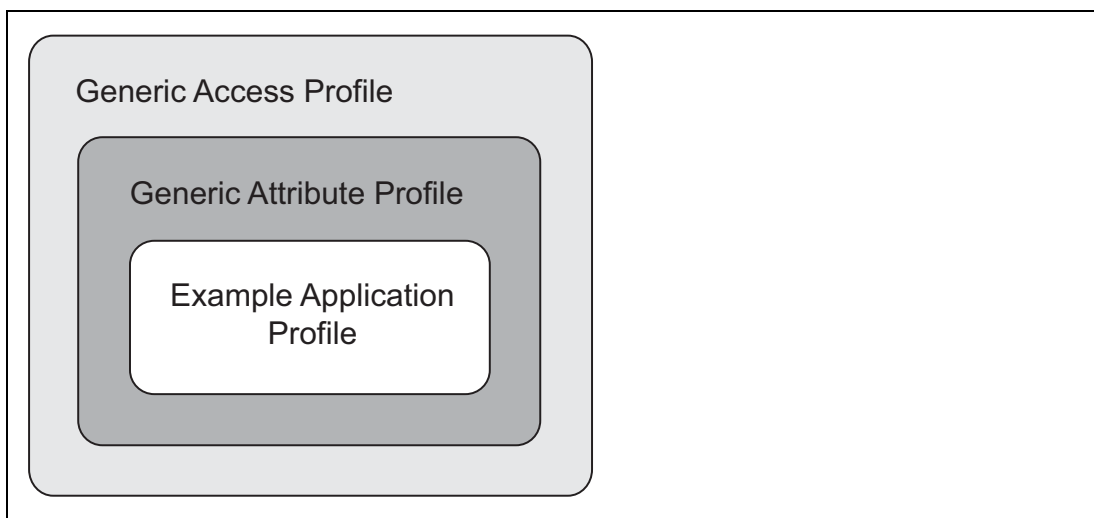 Generic Access Profile
Generic Attribute Profile
Example Application
Profile